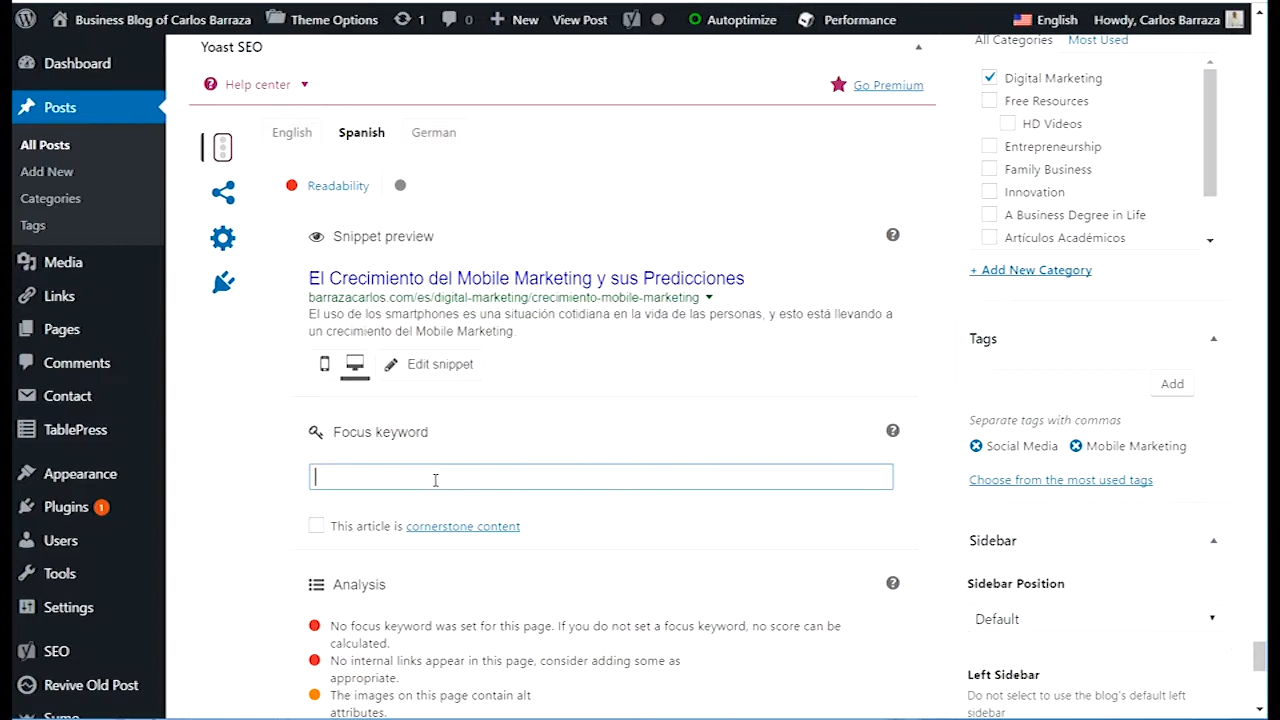 Business Blog of Carlos Barraza
Theme Options
1
0
New
View Post
Autoptimize
Performance
English
Howdy, Carlos Barraza
Dashboard
Posts
All Posts
Add New
Categories
Tags
Media
Links
Pages
Comments
Contact
TablePress
Appearance
Plugins 1
Users
Tools
Settings
SEO
Revive Old Post
Sumo
Yoast SEO
Help center
Go Premium
English
Spanish
German
Readability
Snippet preview
El Crecimiento del Mobile Marketing y sus Predicciones
barrazacarlos.com/es/digital-marketing/crecimiento-mobile-marketing
El uso de los smartphones es una situación cotidiana en la vida de las personas, y esto está llevando a
un crecimiento del Mobile Marketing.
Edit snippet
Focus keyword
This article is cornerstone content
Analysis
No focus keyword was set for this page. If you do not set a focus keyword, no score can be
calculated.
No internal links appear in this page, consider adding some as
appropriate.
The images on this page contain alt
attributes.
All Categories
Most Used
Digital Marketing
Free Resources
HD Videos
Entrepreneurship
Family Business
Innovation
A Business Degree in Life
Artículos Académicos
+ Add New Category
Tags
Add
Separate tags with commas
Social Media
Mobile Marketing
Choose from the most used tags
Sidebar
Sidebar Position
Default
Left Sidebar
Do not select to use the blog's default left
sidebar